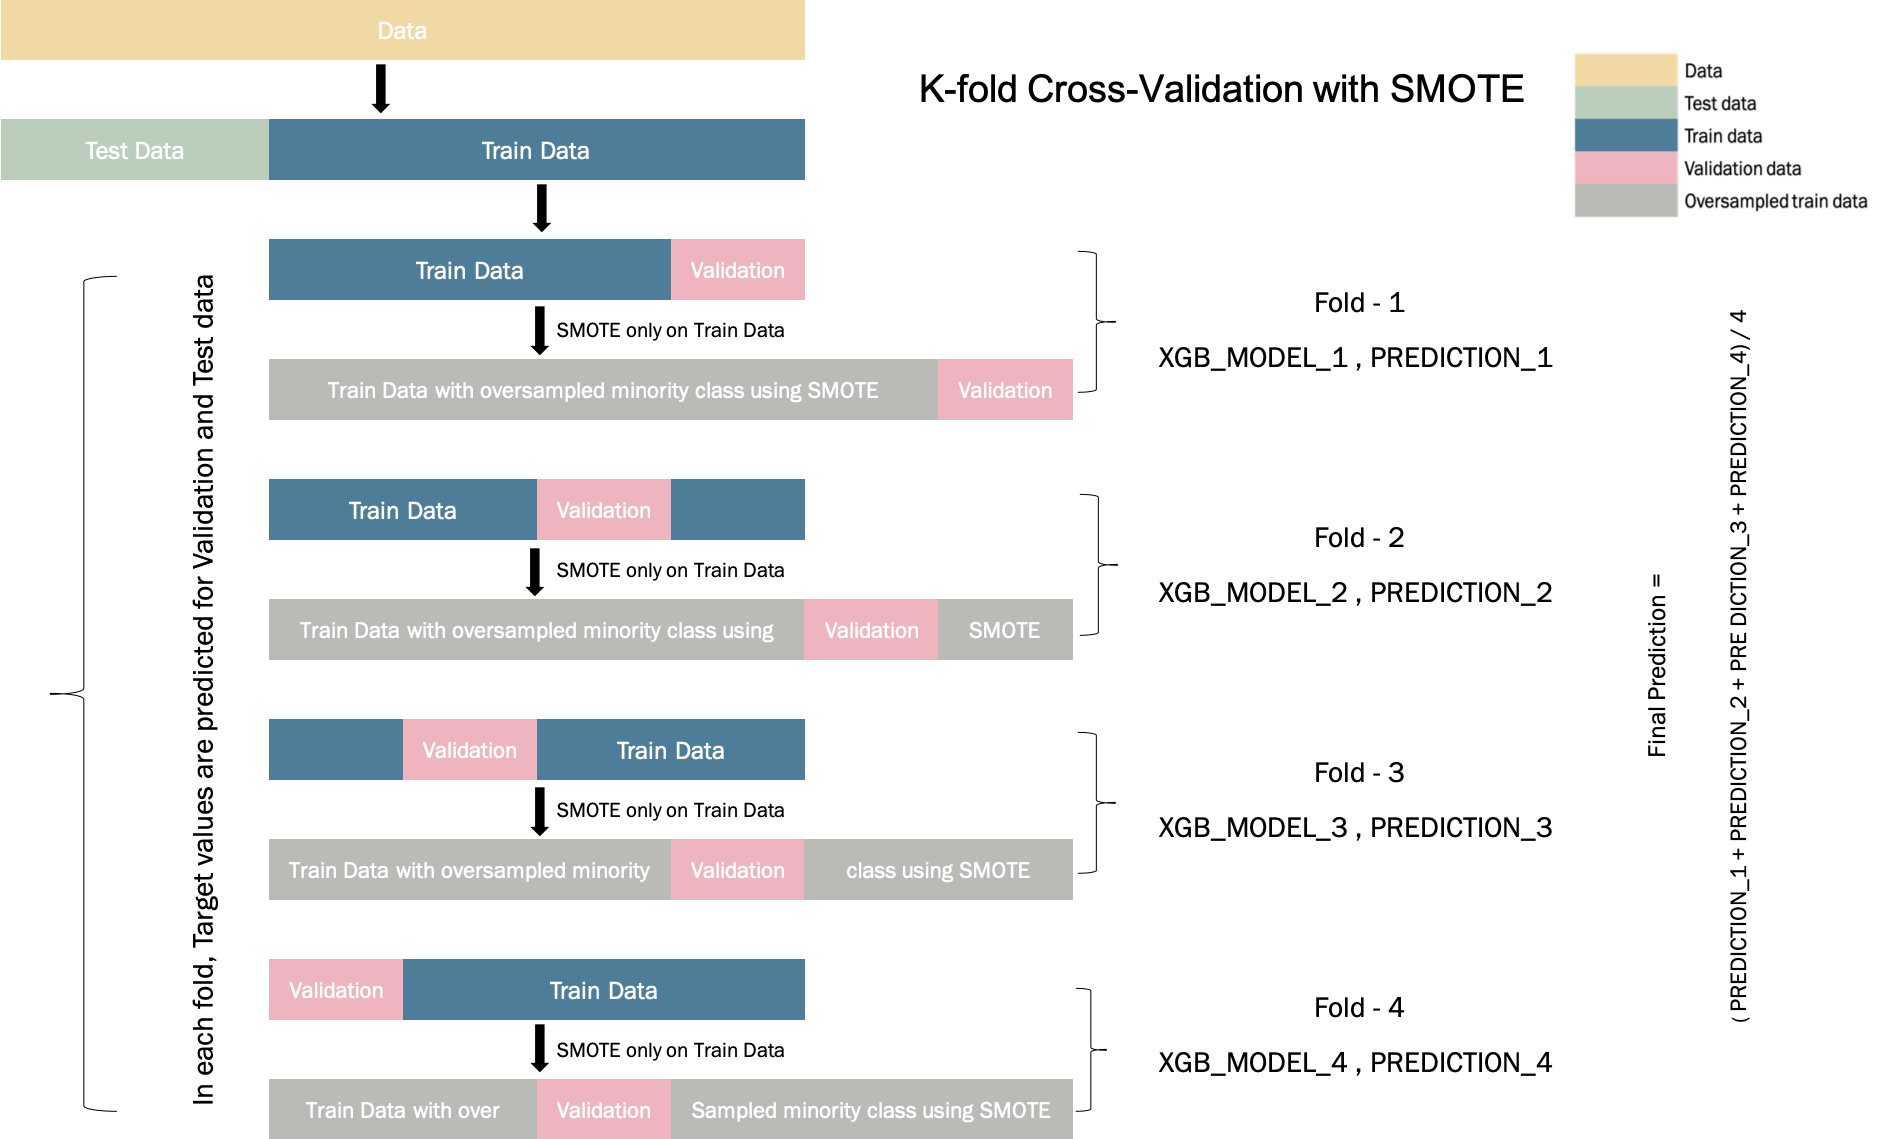 Data
K-fold Cross-Validation with SMOTE
Data
Test data
Train data
Validation data
Oversampled train data
Test Data
Train Data
In each fold, Target values are predicted for Validation and Test data
Train Data
Validation
SMOTE only on Train Data
Train Data with oversampled minority class using SMOTE
Validation
Fold - 1
XGB_MODEL_1 , PREDICTION_1
Train Data
Validation
SMOTE only on Train Data
Train Data with oversampled minority class using
Validation
SMOTE
Fold - 2
XGB_MODEL_2 , PREDICTION_2
Validation
Train Data
SMOTE only on Train Data
Train Data with oversampled minority
Validation
class using SMOTE
Fold - 3
XGB_MODEL_3 , PREDICTION_3
Validation
Train Data
SMOTE only on Train Data
Train Data with over
Validation
Sampled minority class using SMOTE
Fold - 4
XGB_MODEL_4 , PREDICTION_4
Final Prediction =
( PREDICTION_1 + PREDICTION_2 + PRE DICTION_3 + PREDICTION_4) / 4